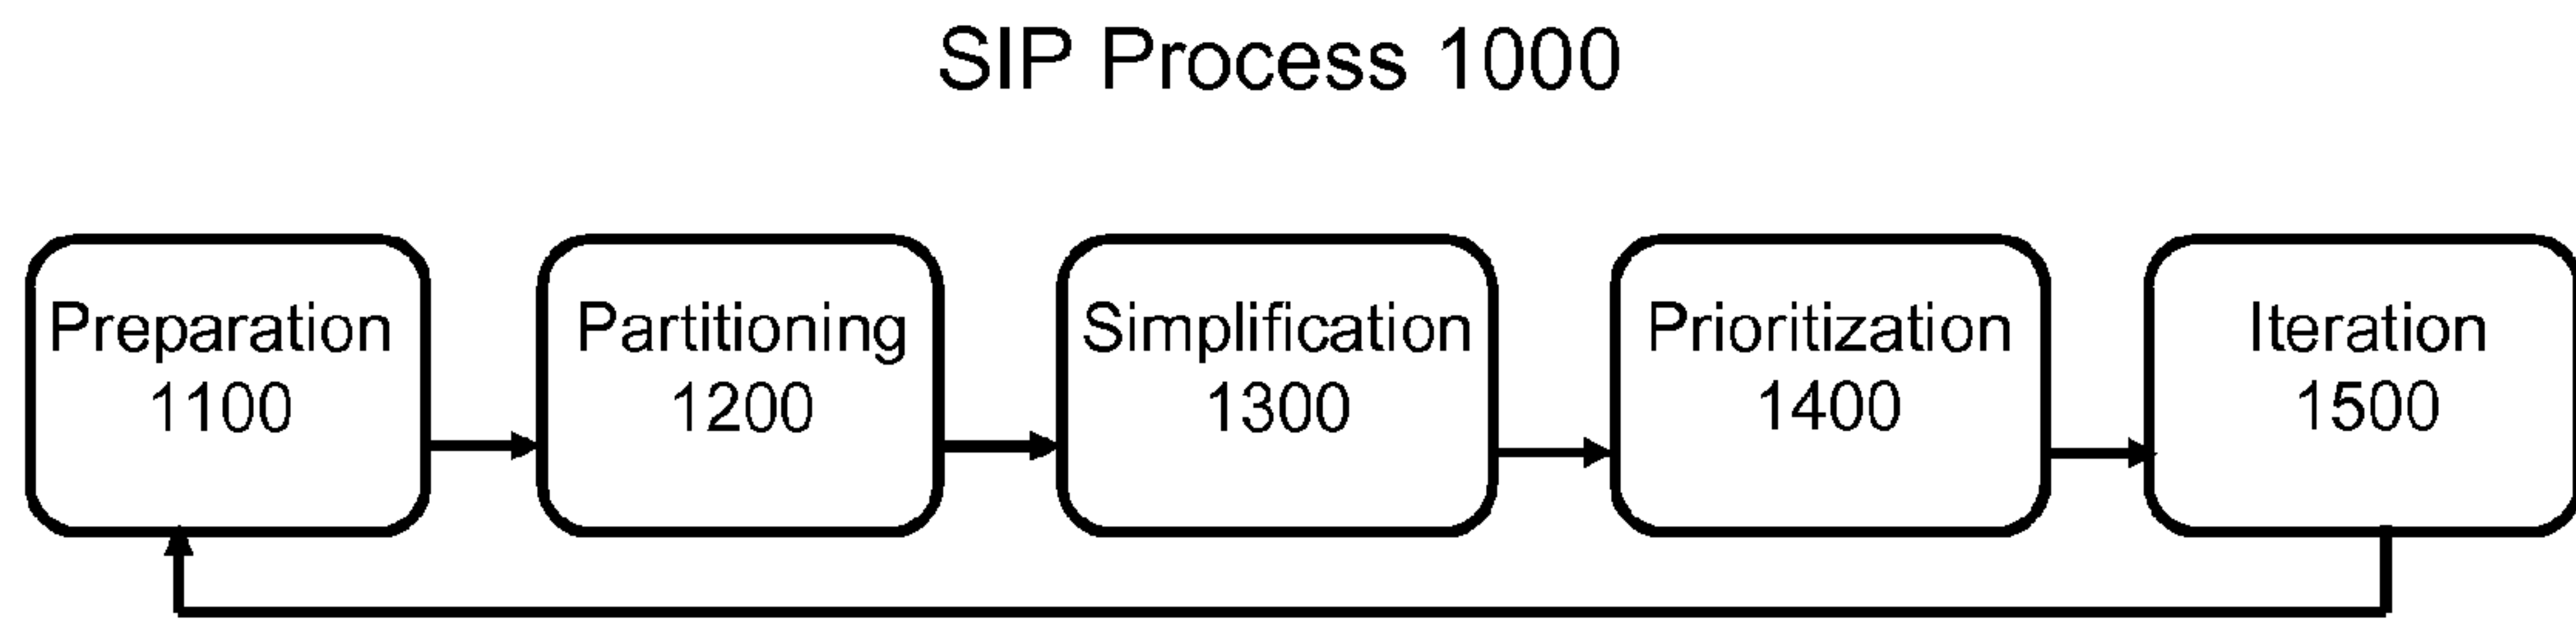 SIP Process 1000
Preparation
1100
Partitioning
1200
Simplification
1300
Prioritization
1400
Iteration
1500